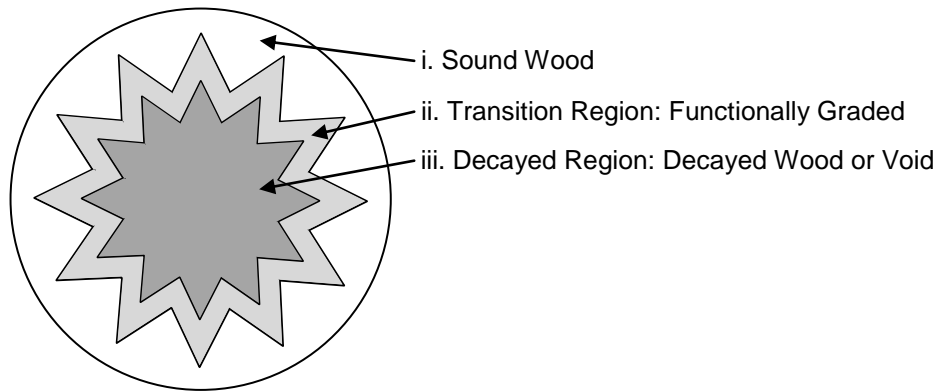 i. Sound Wood
ii. Transition Region: Functionally Graded
iii. Decayed Region: Decayed Wood or Void